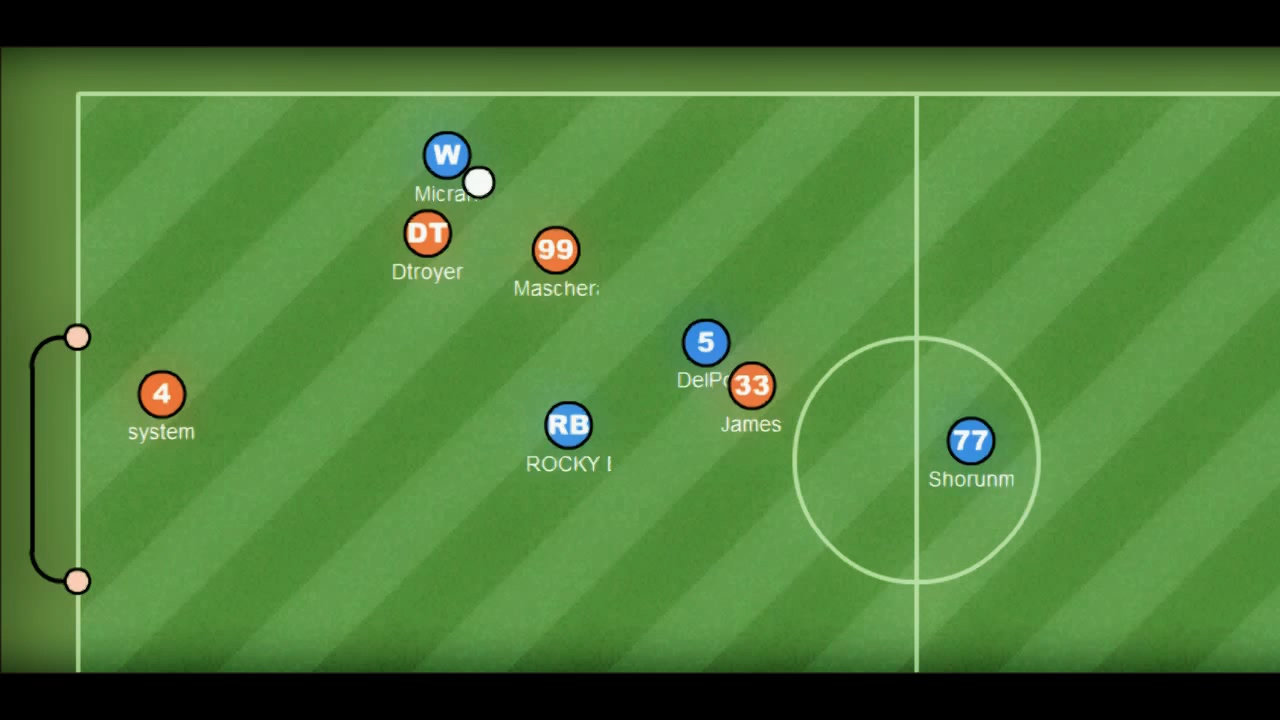 W
Micra
DT
Dtroyer
99
Maschera
5
DelPo
33
James
4
system
RB
ROCKY
77
Shorunm